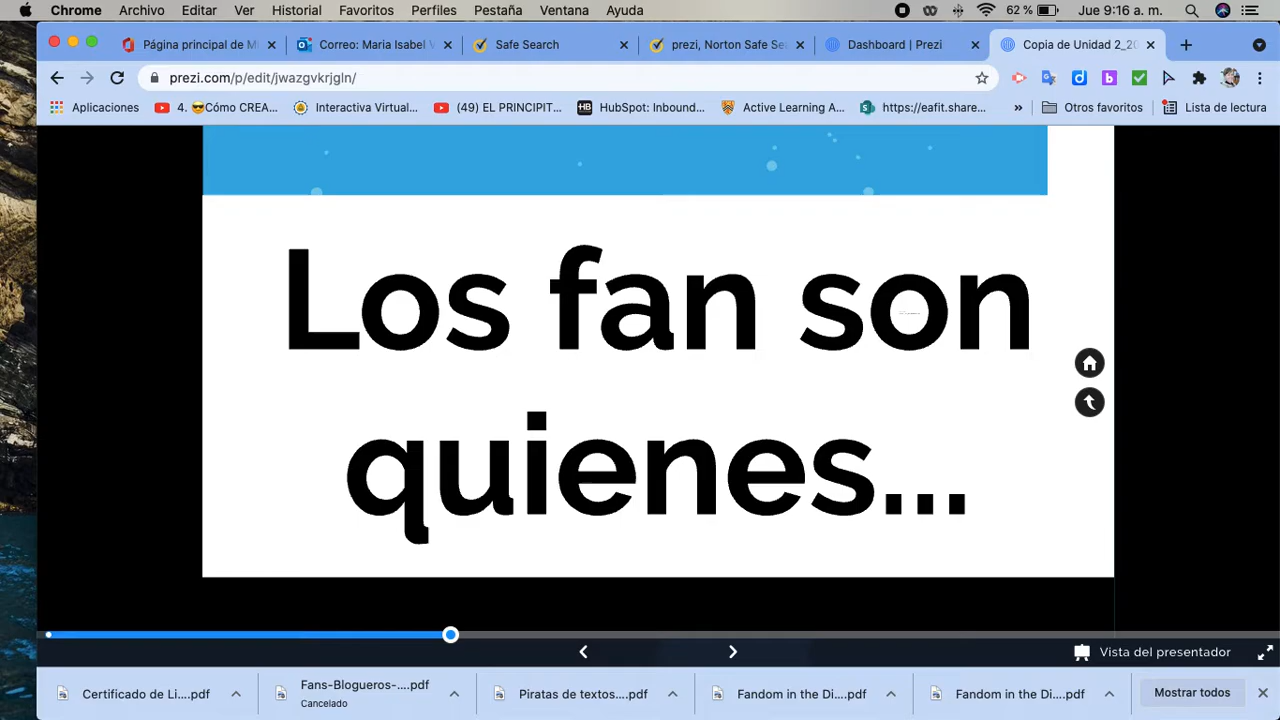 Chrome Archivo Editar Ver Historial Favoritos Perfiles Pestaña Ventana Ayuda 62 % Jue 9:16 a. m.
Página principal de M Correo: Maria Isabel V Safe Search prezi, Norton Safe Se Dashboard | Prezi Copia de Unidad 2_20
prezi.com/p/edit/jwazgvkrjgln/
Aplicaciones 4. 😎Cómo CREA... Interactiva Virtual... (49) EL PRINCIPIT... HubSpot: Inbound... Active Learning A... https://eafit.share... » Otros favoritos Lista de lectura
Los fan son
quienes...
Vista del presentador
Certificado de Li....pdf Fans-Blogueros-....pdf Piratas de textos....pdf Fandom in the Di....pdf Fandom in the Di....pdf Mostrar todos
Cancelado